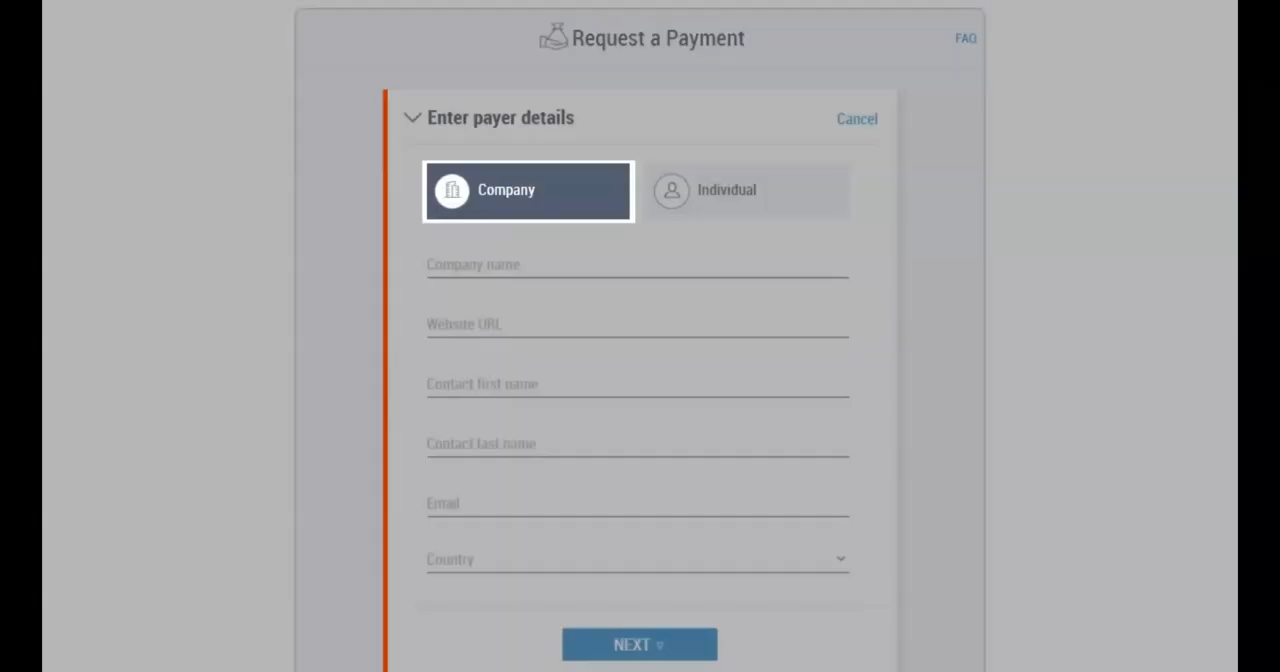 Request a Payment
FAQ
Enter payer details
Cancel
Company
Individual
Company name
Website URL
Contact first name
Contact last name
Email
Country
NEXT